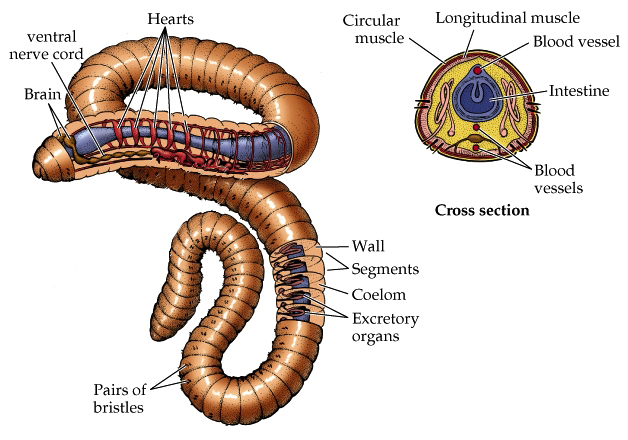 Hearts
ventral
nerve cord
Brain
Circular
muscle
Longitudinal muscle
Blood vessel
Intestine
Blood
vessels
Cross section
Wall
Segments
Coelom
Excretory
organs
Pairs of
bristles